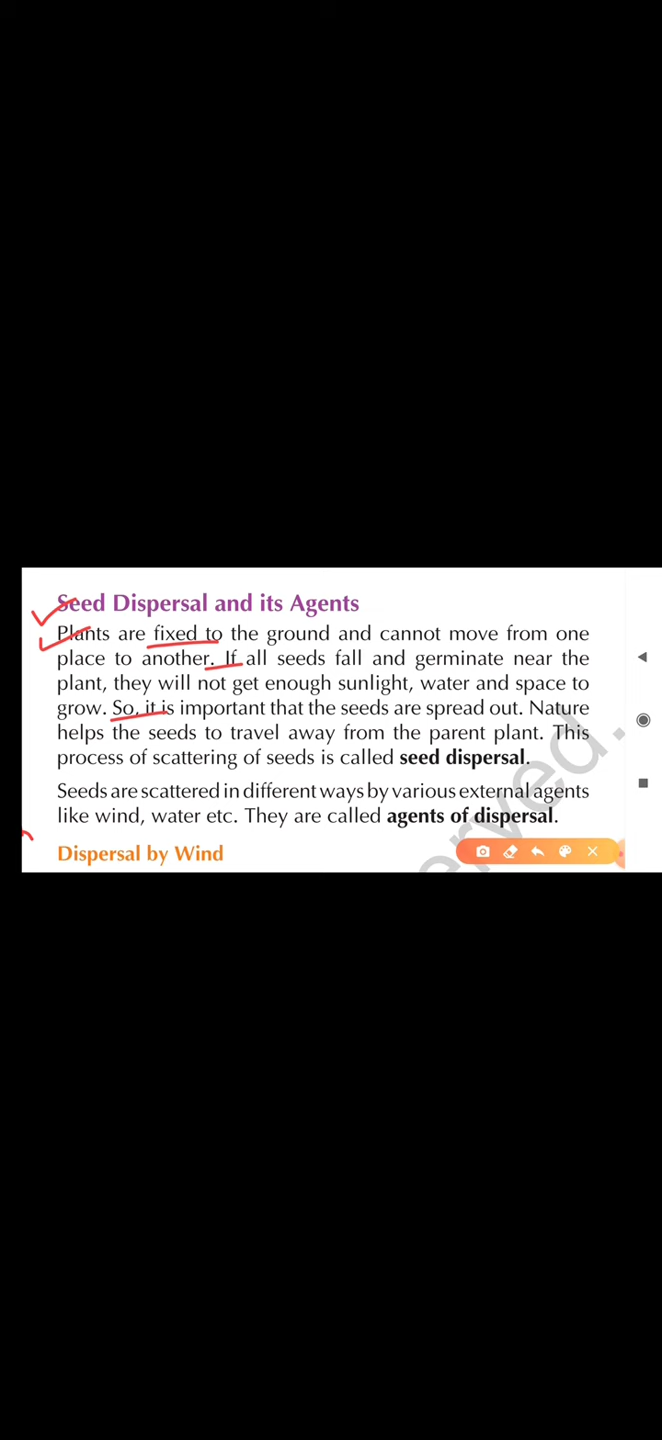 Seed Dispersal and its Agents
Plants are fixed to the ground and cannot move from one
place to another. If all seeds fall and germinate near the
plant, they will not get enough sunlight, water and space to
grow. So, it is important that the seeds are spread out. Nature
helps the seeds to travel away from the parent plant. This
process of scattering of seeds is called seed dispersal.
Seeds are scattered in different ways by various external agents
like wind, water etc. They are called agents of dispersal.
Dispersal by Wind
erved.